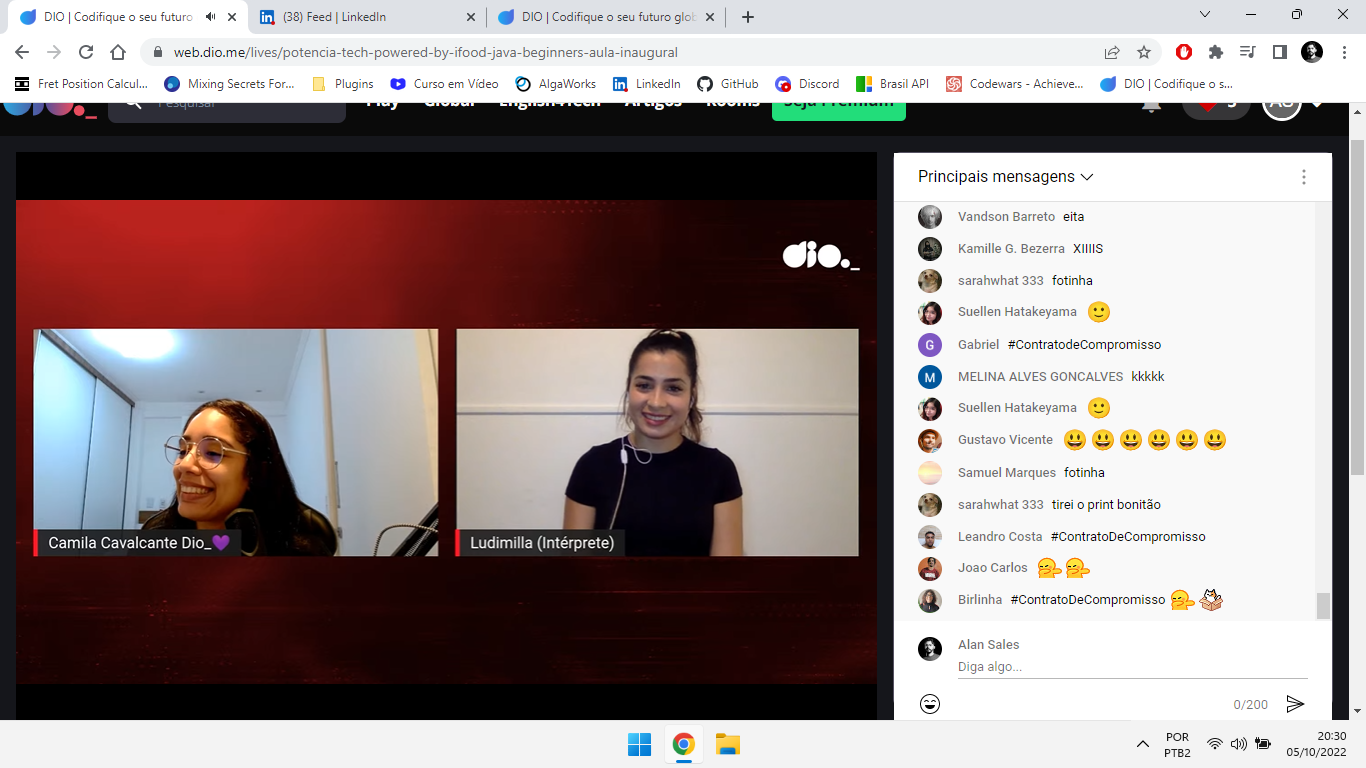 DIO | Codifique o seu futuro
(38) Feed | LinkedIn
DIO | Codifique o seu futuro glob
web.dio.me/lives/potencia-tech-powered-by-ifood-java-beginners-aula-inaugural
Fret Position Calcul...
Mixing Secrets For...
Plugins
Curso em Vídeo
AlgaWorks
LinkedIn
GitHub
Discord
Brasil API
Codewars - Achieve...
DIO | Codifique o s...
Pesquisar
Play
Global
English4Tech
Artigos
Rooms
Seja Premium
dio._
Camila Cavalcante Dio_💜
Ludimilla (Intérprete)
Principais mensagens
Vandson Barreto eita
Kamille G. Bezerra XIIIIS
sarahwhat 333 fotinha
Suellen Hatakeyama 🙂
G Gabriel #ContratodeCompromisso
M MELINA ALVES GONCALVES kkkkk
Suellen Hatakeyama 🙂
Gustavo Vicente 😃😃😃😃😃😃
Samuel Marques fotinha
sarahwhat 333 tirei o print bonitão
Leandro Costa #ContratoDeCompromisso
Joao Carlos
Birlinha #ContratoDeCompromisso
Alan Sales
Diga algo...
0/200
POR
PTB2
20:30
05/10/2022